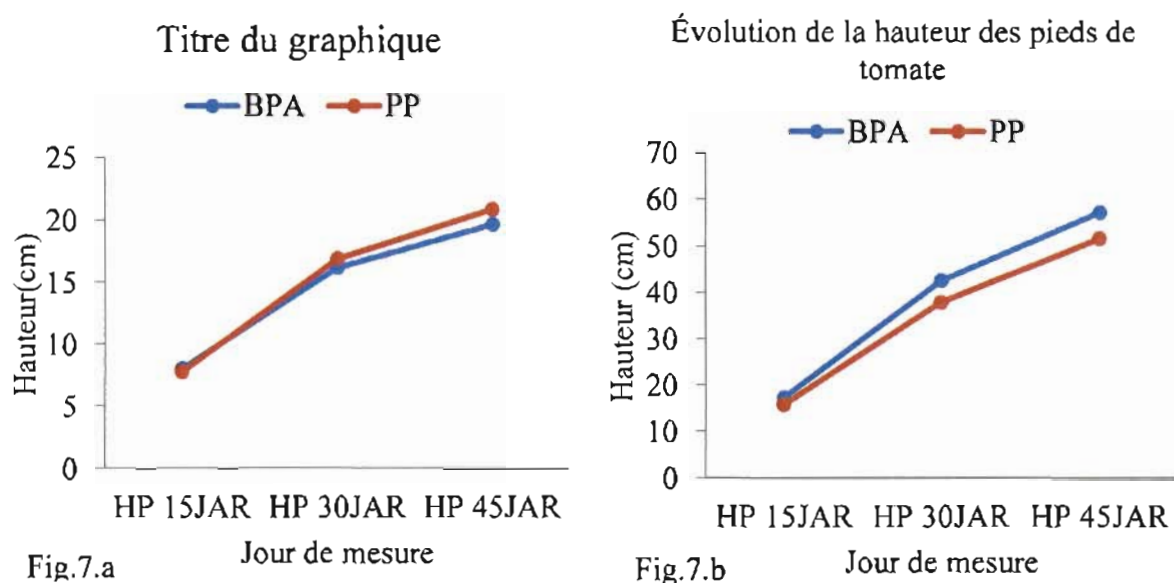 Titre du graphique
BPA PP
25
20
15
10
5
0
Hauteur(cm)
HP 15JAR HP 30JAR HP 45JAR
Jour de mesure
Fig.7.a
Évolution de la hauteur des pieds de
tomate
BPA PP
70
60
50
40
30
20
10
0
Hauteur (cm)
HP 15JAR HP 30JAR HP 45JAR
Jour de mesure
Fig.7.b